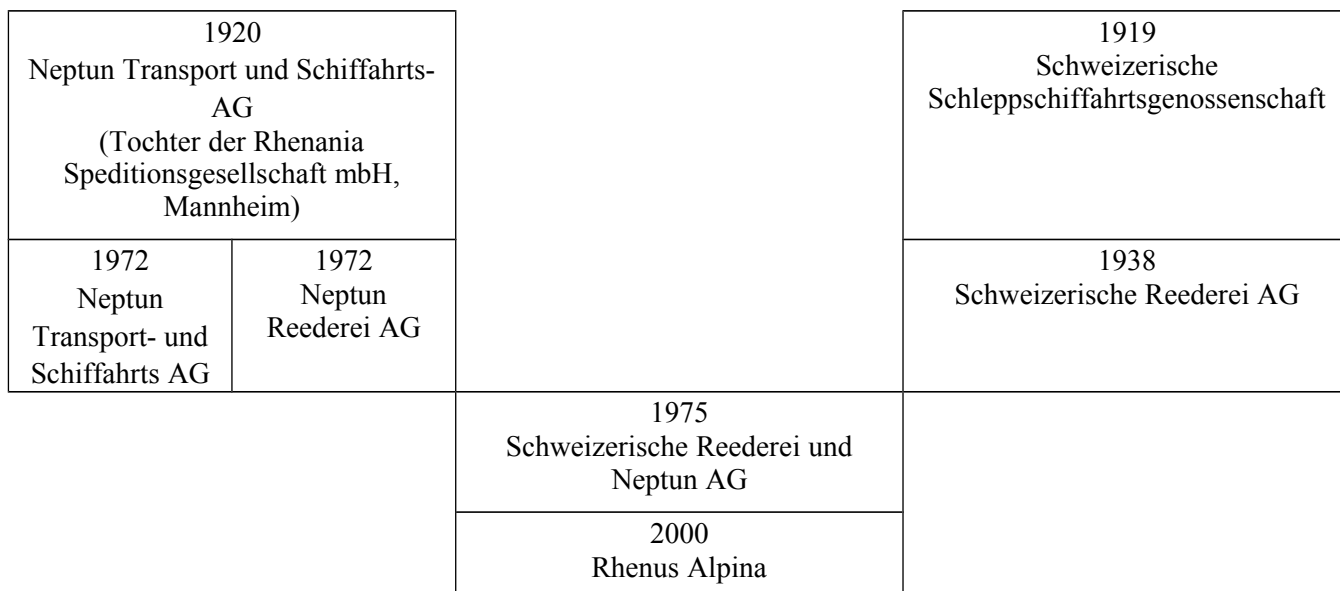 1920
Neptun Transport und Schiffahrts-
AG
(Tochter der Rhenania
Speditionsgesellschaft mbH,
Mannheim)
1919
Schweizerische
Schleppschiffahrtsgenossenschaft
1972
Neptun
Transport- und
Schiffahrts AG
1972
Neptun
Reederei AG
1938
Schweizerische Reederei AG
1975
Schweizerische Reederei und
Neptun AG
2000
Rhenus Alpina